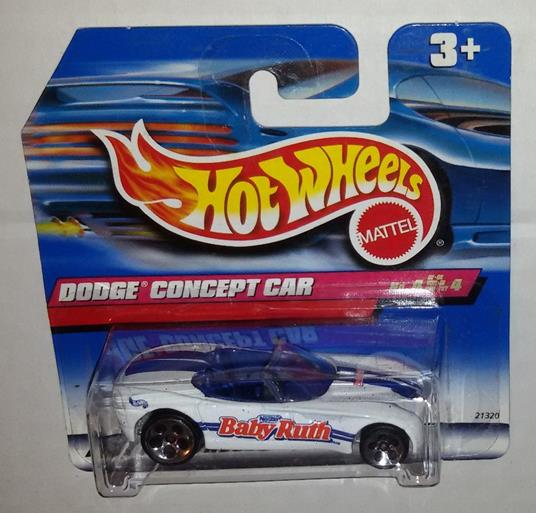 3+
HOT WHEELS
MATTEL
®
DODGE® CONCEPT CAR
21320
Nestlé
Baby Ruth